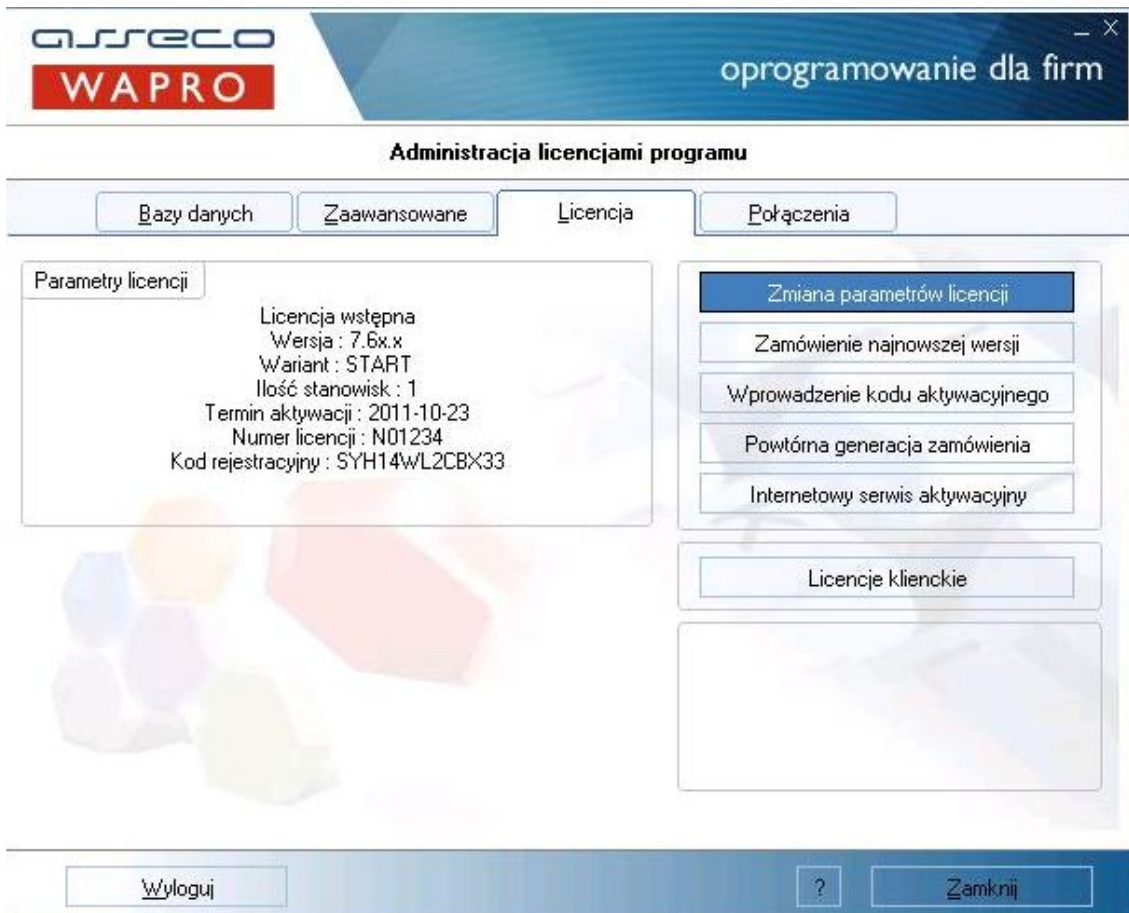 asseco
WAPRO
oprogramowanie dla firm
Administracja licencjami programu
Bazy danych
Zaawansowane
Licencja
Połączenia
Parametry licencji
Licencja wstępna
Wersja : 7.6x.x
Wariant : START
Ilość stanowisk : 1
Termin aktywacji : 2011-10-23
Numer licencji : N01234
Kod rejestracyjny : SYH14WL2CBX33
Zmiana parametrów licencji
Zamówienie najnowszej wersji
Wprowadzenie kodu aktywacyjnego
Powtórna generacja zamówienia
Internetowy serwis aktywacyjny
Licencje klienckie
Wyloguj
?
Zamknij